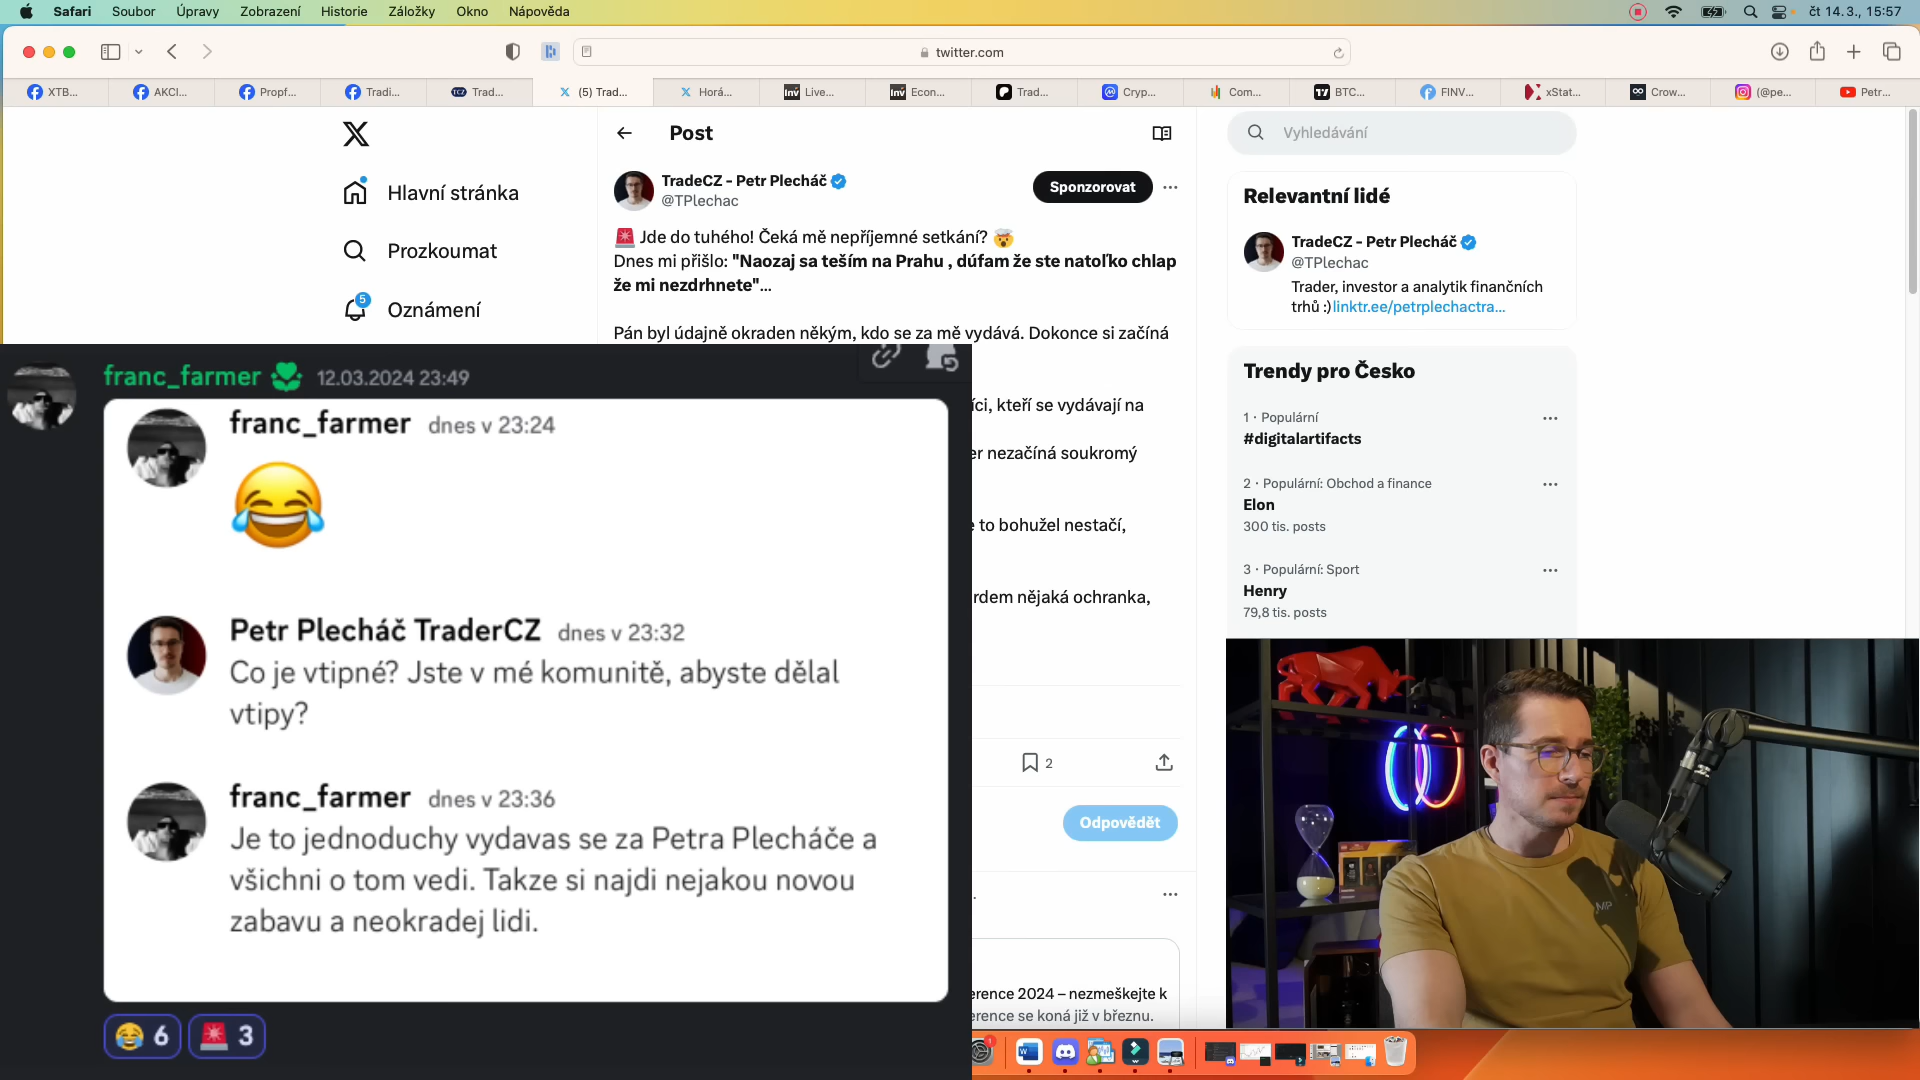 Safari Soubor Úpravy Zobrazení Historie Záložky Okno Nápověda
čt 14.3., 15:57
twitter.com
XTB... AKCI... Propf... Tradi... Trad... (5) Trad... Horá... Live... Econ... Trad... Cryp... Com... BTC... FINV... xStat... Crow... (@pe... Petr...
Hlavní stránka
Prozkoumat
5
Oznámení
Post
TradeCZ - Petr Plecháč
@TPlechac
Sponzorovat
🚨 Jde do tuhého! Čeká mě nepříjemné setkání? 🤯
Dnes mi přišlo: "Naozaj sa teším na Prahu , dúfam že ste natoľko chlap
že mi nezdrhnete"...
Pán byl údajně okraden někým, kdo se za mě vydává. Dokonce si začíná
íci, kteří se vydávají na
er nezačíná soukromý
e to bohužel nestačí,
rdem nějaká ochranka,
2
Odpovědět
erence 2024 – nezmeškejte k
erence se koná již v březnu.
Vyhledávání
Relevantní lidé
TradeCZ - Petr Plecháč
@TPlechac
Trader, investor a analytik finančních
trhů :)linktr.ee/petrplechactra...
Trendy pro Česko
1 · Populární
#digitalartifacts
2 · Populární: Obchod a finance
Elon
300 tis. posts
3 · Populární: Sport
Henry
79,8 tis. posts
franc_farmer 12.03.2024 23:49
franc_farmer dnes v 23:24
😂
Petr Plecháč TraderCZ dnes v 23:32
Co je vtipné? Jste v mé komunitě, abyste dělal
vtipy?
franc_farmer dnes v 23:36
Je to jednoduchy vydavas se za Petra Plecháče a
všichni o tom vedi. Takze si najdi nejakou novou
zabavu a neokradej lidi.
😂 6 🚨 3